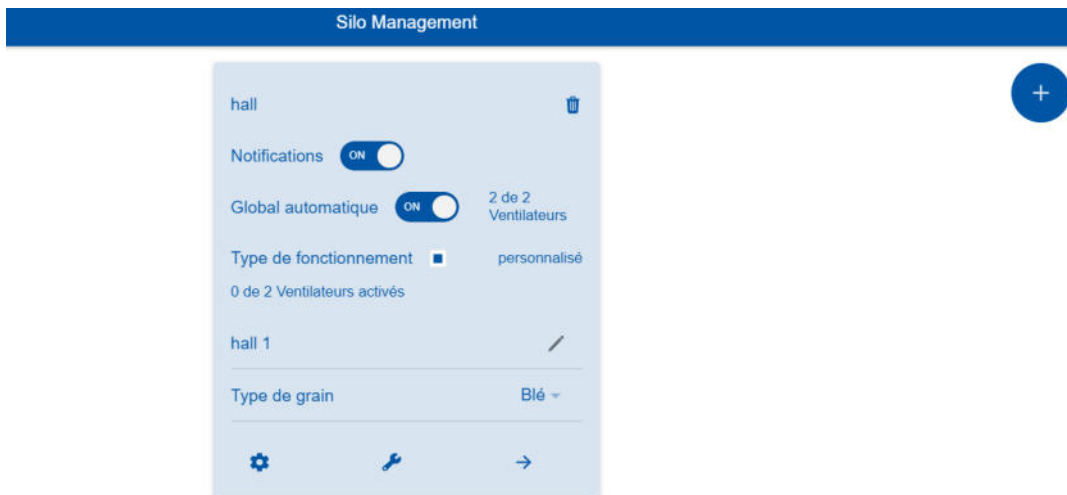 Silo Management
hall
Notifications ON
Global automatique ON 2 de 2
Ventilateurs
Type de fonctionnement personnalisé
0 de 2 Ventilateurs activés
hall 1
Type de grain Blé